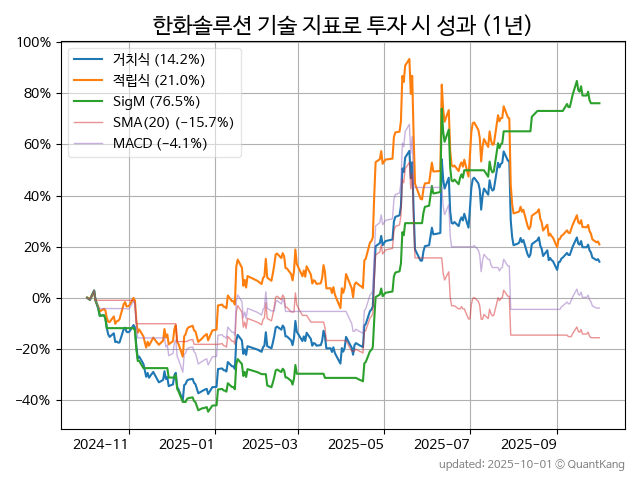 한화솔루션 기술 지표로 투자 시 성과 (1년)
100%
80%
60%
40%
20%
0%
−20%
−40%
거치식 (14.2%)
적립식 (21.0%)
SigM (76.5%)
SMA(20) (−15.7%)
MACD (−4.1%)
2024-11 2025-01 2025-03 2025-05 2025-07 2025-09
updated: 2025-10-01 © QuantKang